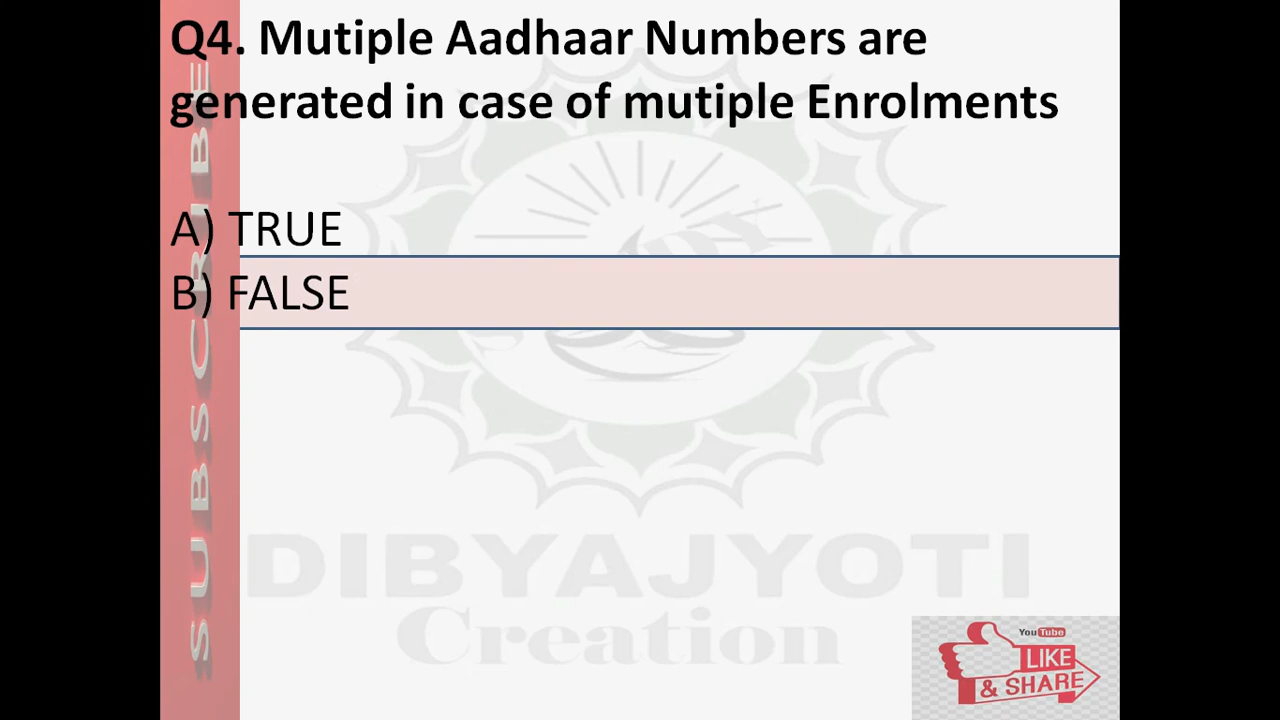 Q4. Mutiple Aadhaar Numbers are
generated in case of mutiple Enrolments
A) TRUE
B) FALSE
SUBSCRIBE
DIBYAJYOTI
Creation
YouTube
LIKE
& SHARE